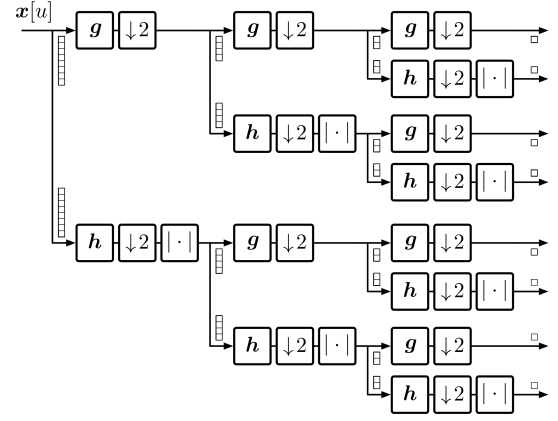 x[u]
g ↓2 g ↓2 g ↓2
h ↓2 |·|
h ↓2 |·| g ↓2
h ↓2 |·|
h ↓2 |·| g ↓2 g ↓2
h ↓2 |·|
h ↓2 |·| g ↓2
h ↓2 |·|